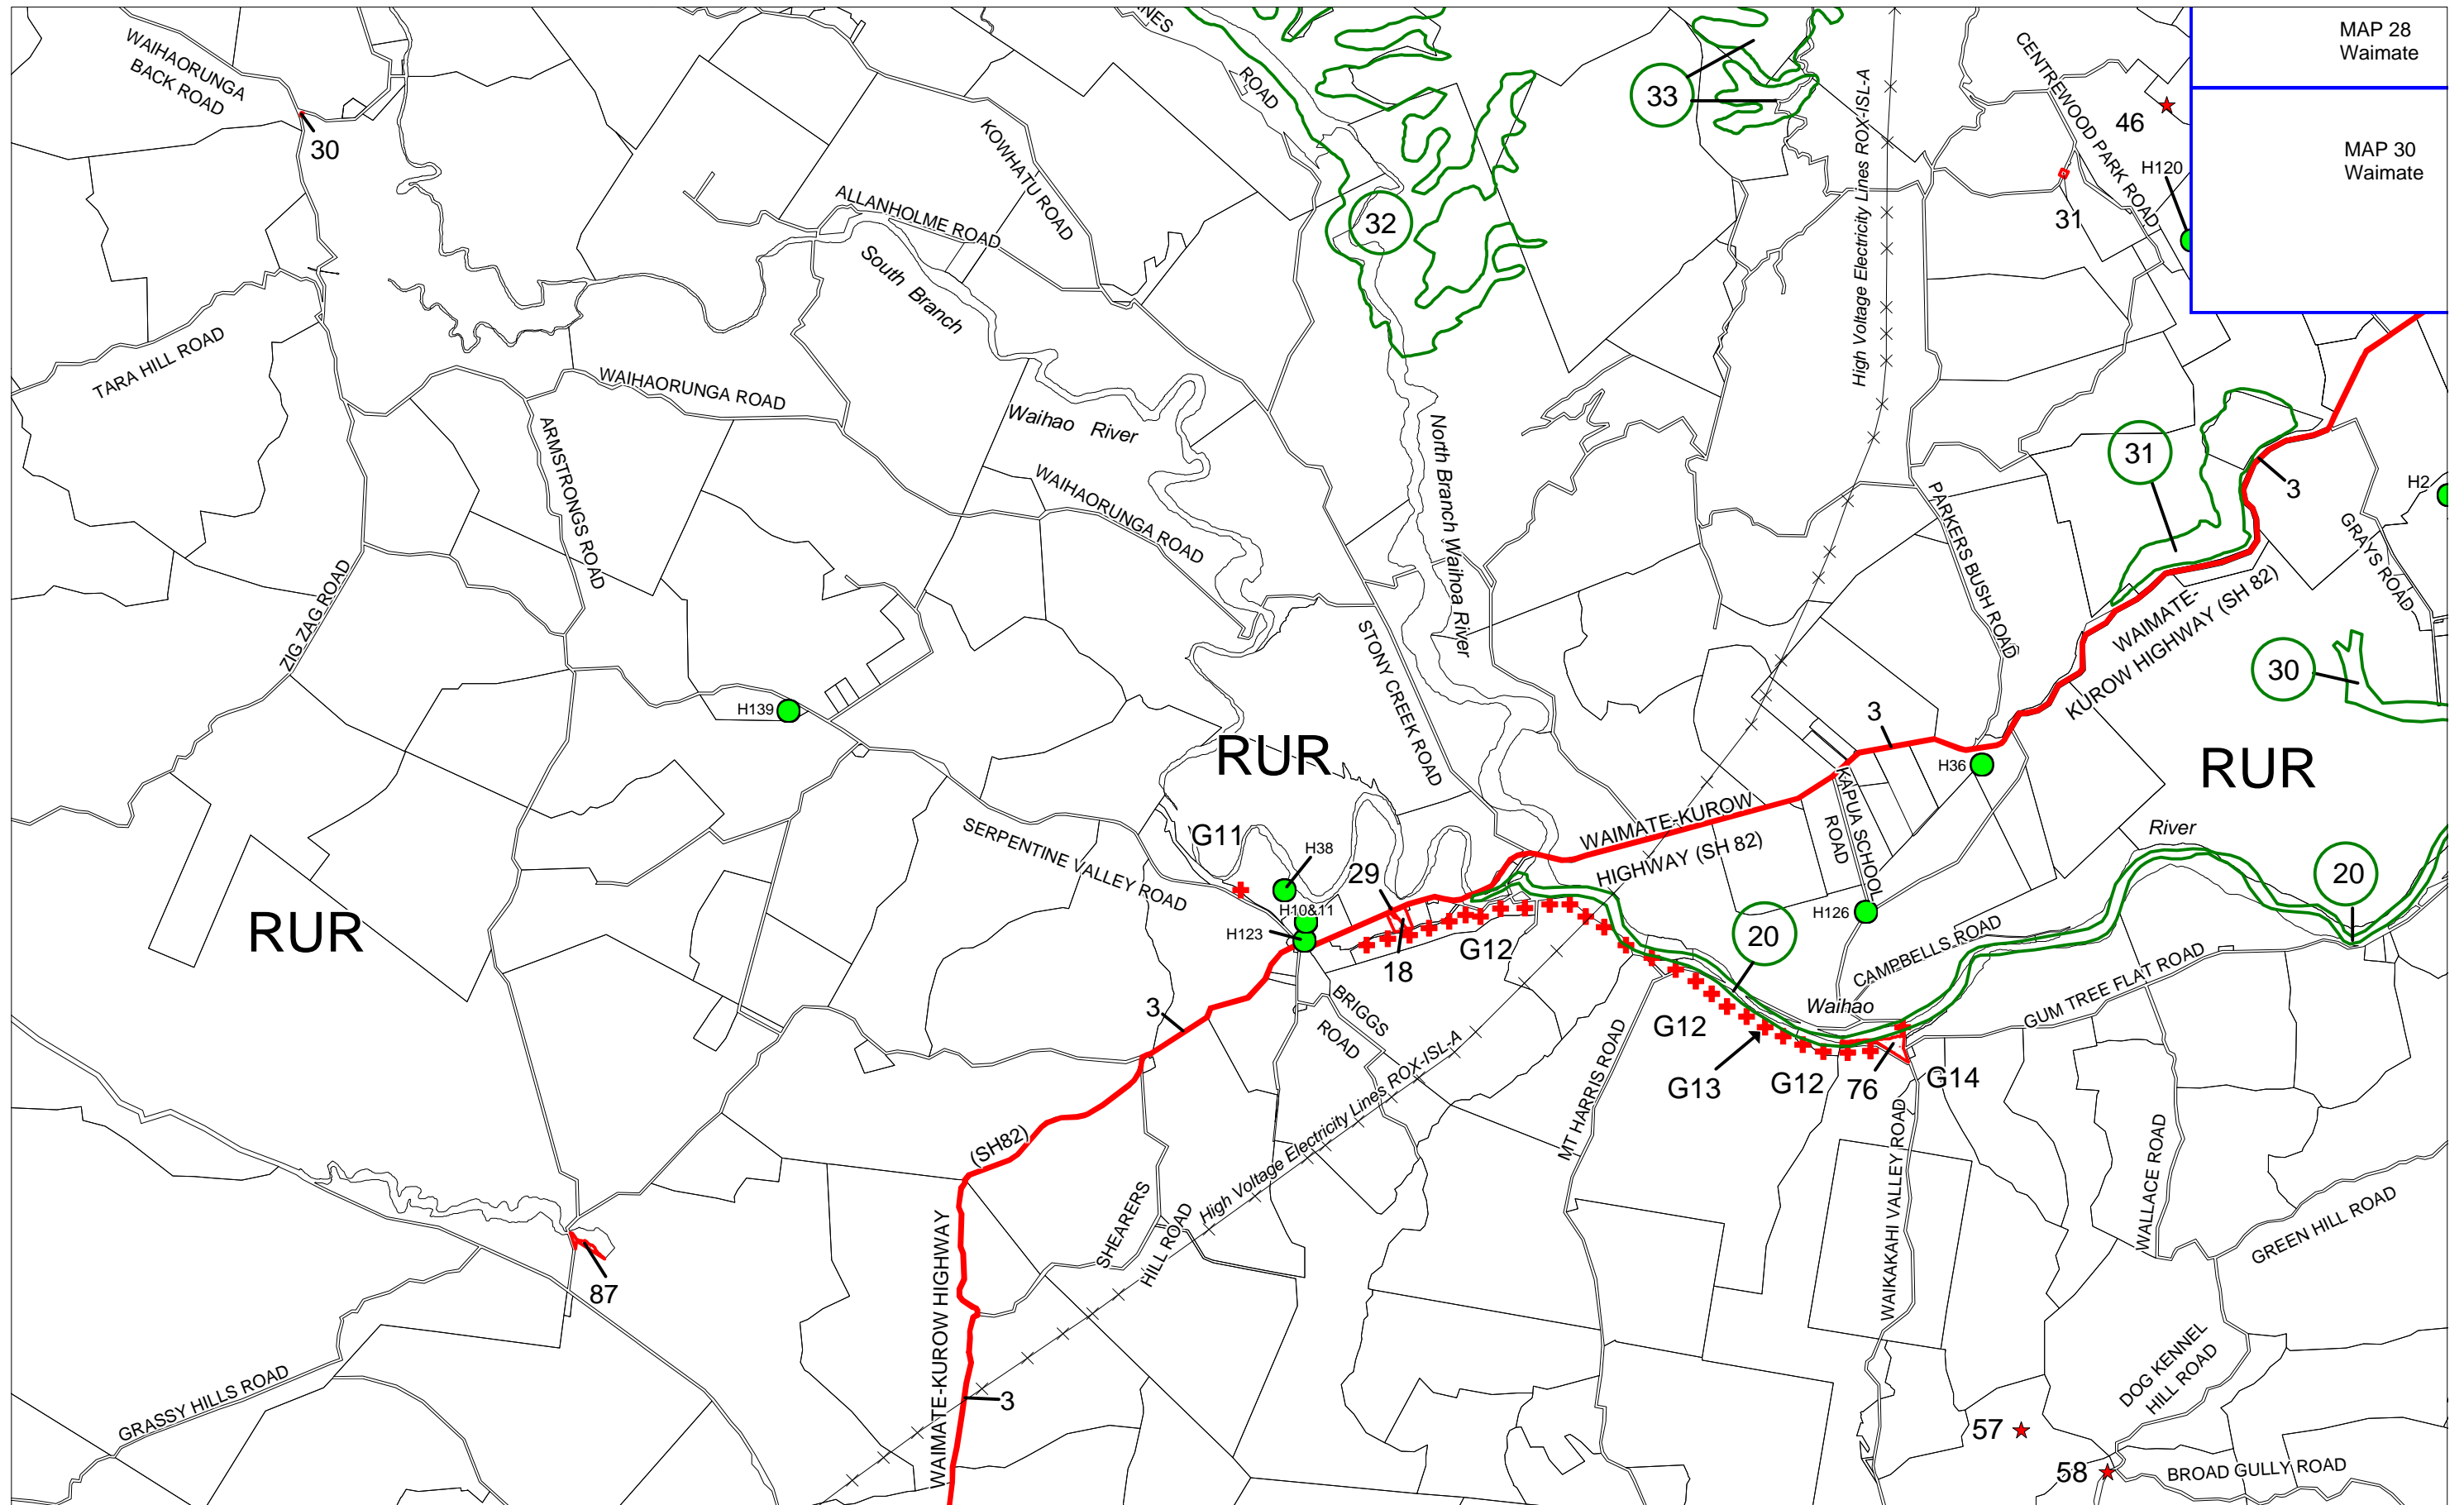 WAIHAORUNGA
BACK ROAD
30
INES
ROAD
33
High Voltage Electricity Lines ROX-ISL-A
CENTREWOOD PARK ROAD
46
MAP 28
Waimate
MAP 30
Waimate
H120
31
KOWHATU ROAD
ALLANHOLME ROAD
South Branch
32
TARA HILL ROAD
WAIHAORUNGA ROAD
Waihao River
ARMSTRONGS ROAD
WAIHAORUNGA ROAD
North Branch Waihoa River
31
3
H2
PARKERS BUSH ROAD
GRAYS ROAD
ZIG ZAG ROAD
STONY CREEK ROAD
WAIMATE-
KUROW HIGHWAY (SH 82)
30
H139
RUR
3
H36
RUR
KAPUA SCHOOL
ROAD
WAIMATE-KUROW
HIGHWAY (SH 82)
River
SERPENTINE VALLEY ROAD
G11
H38
29
20
H10&11
H123
H126
RUR
18
G12
20
CAMPBELLS ROAD
GUM TREE FLAT ROAD
3
BRIGGS
ROAD
Waihao
G12
G13
G12
76
G14
High Voltage Electricity Lines ROX-ISL-A
MT HARRIS ROAD
(SH82)
WAIKAKAHI VALLEY ROAD
WALLACE ROAD
GREEN HILL ROAD
SHEARERS
HILL ROAD
87
WAIMATE-KUROW HIGHWAY
3
GRASSY HILLS ROAD
DOG KENNEL
HILL ROAD
57
58
BROAD GULLY ROAD